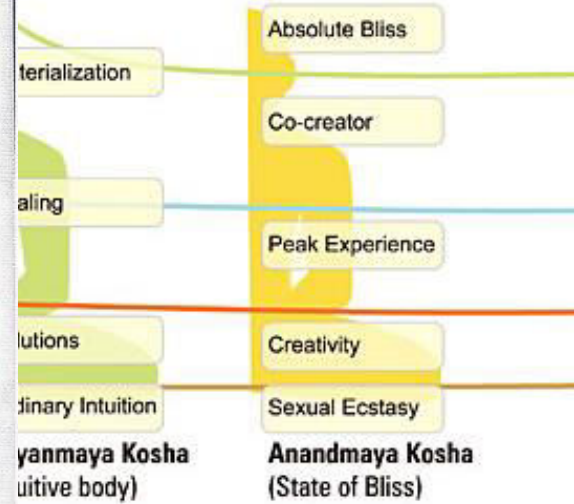 Absolute Bliss
terialization
Co-creator
aling
Peak Experience
lutions
Creativity
dinary Intuition
Sexual Ecstasy
yanmaya Kosha
uitive body)
Anandmaya Kosha
(State of Bliss)